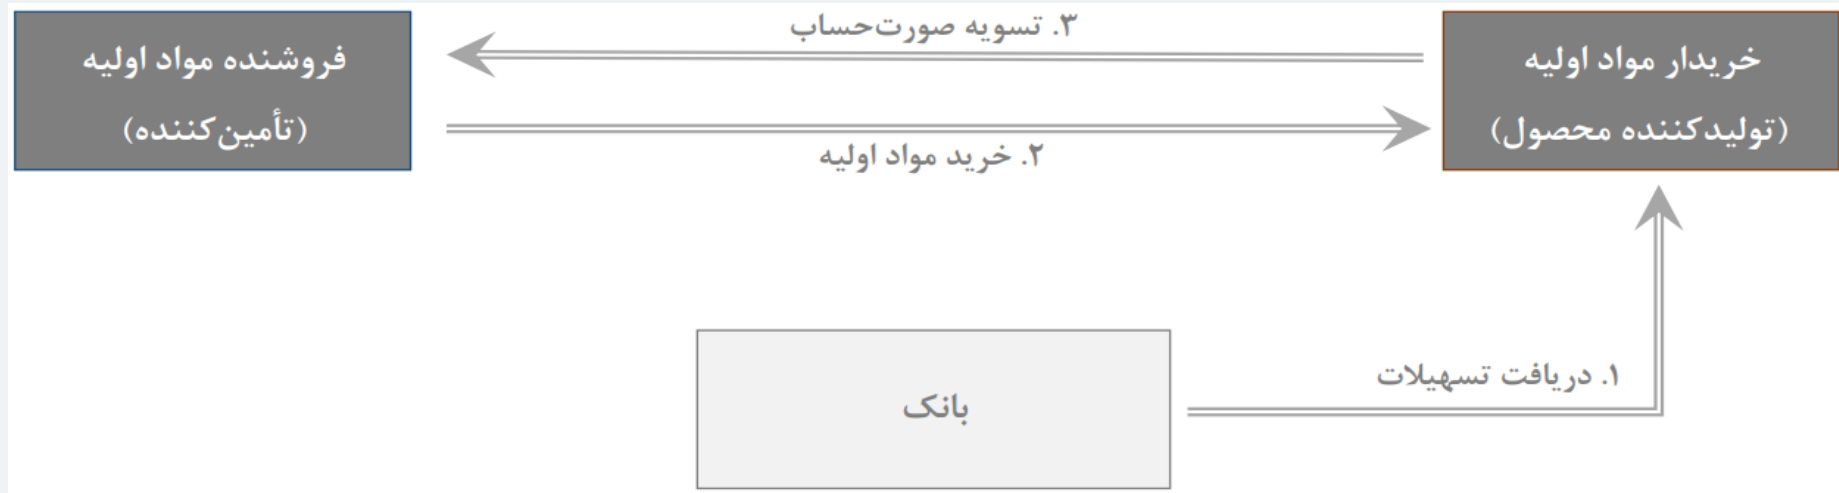 ۳. تسویه صورت‌حساب
خریدار مواد اولیه
(تولیدکننده محصول)
فروشنده مواد اولیه
(تأمین‌کننده)
۲. خرید مواد اولیه
۱. دریافت تسهیلات
بانک